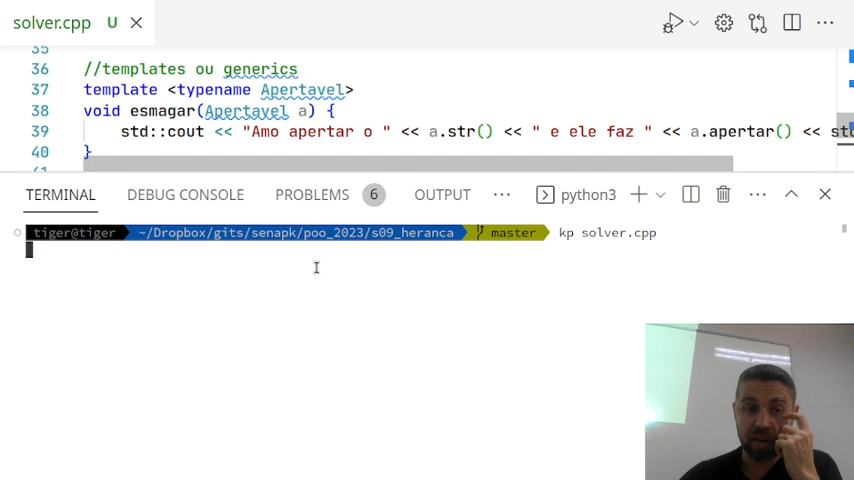 solver.cpp U
35
36 //templates ou generics
37 template <typename Apertavel>
38 void esmagar(Apertavel a) {
39 std::cout << "Amo apertar o " << a.str() << " e ele faz " << a.apertar() << std
40 }
TERMINAL DEBUG CONSOLE PROBLEMS 6 OUTPUT python3
tiger@tiger ~/Dropbox/gits/senapk/poo_2023/s09_heranca master kp solver.cpp